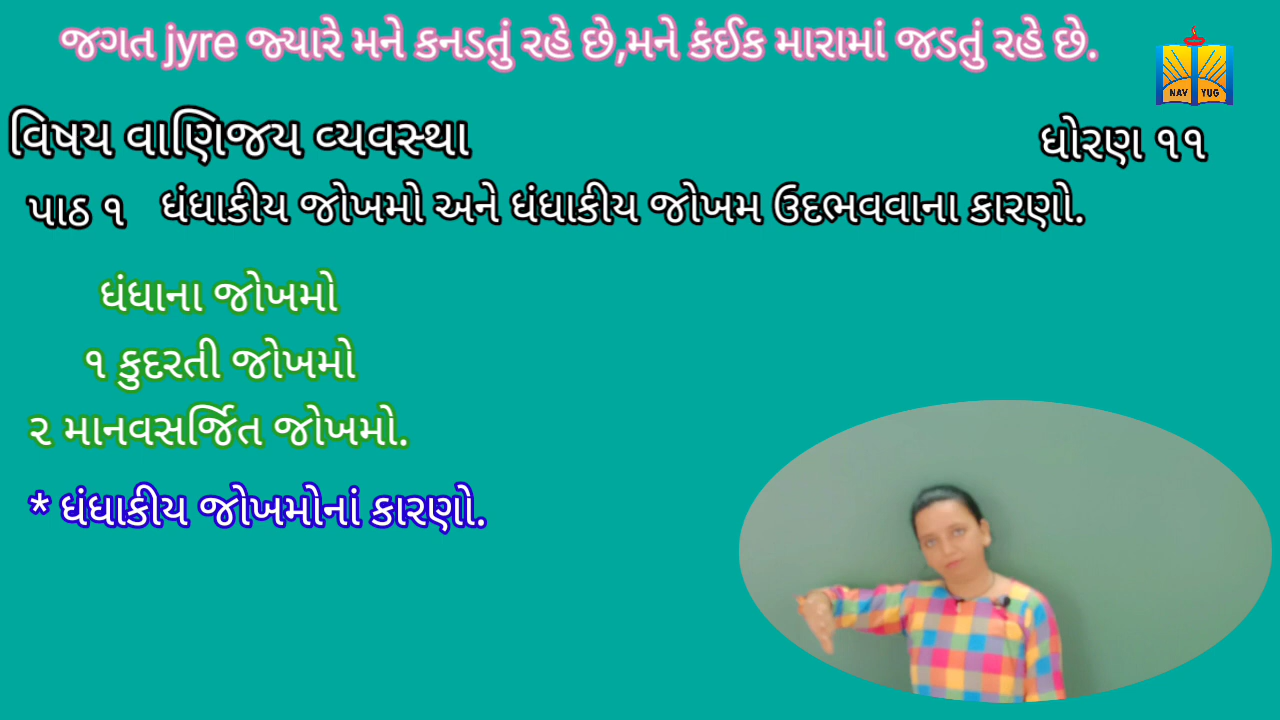 જગત jyre જ્યારે મને કનડતું રહે છે,મને કંઈક મારામાં જડતું રહે છે.
NAV YUG
વિષય વાણિજય વ્યવસ્થા
ધોરણ ૧૧
પાઠ ૧ ધંધાકીય જોખમો અને ધંધાકીય જોખમ ઉદભવવાના કારણો.
ધંધાના જોખમો
૧ કુદરતી જોખમો
૨ માનવસર્જિત જોખમો.
* ધંધાકીય જોખમોનાં કારણો.